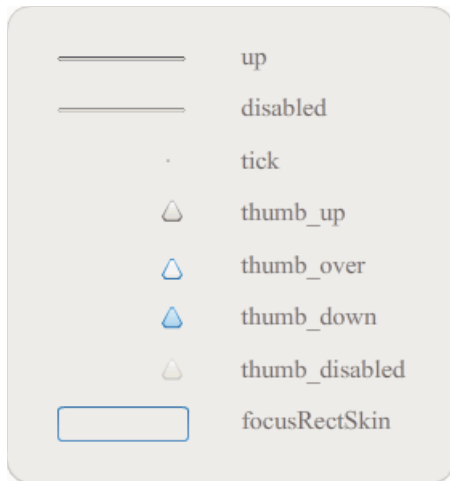 up
disabled
tick
thumb_up
thumb_over
thumb_down
thumb_disabled
focusRectSkin